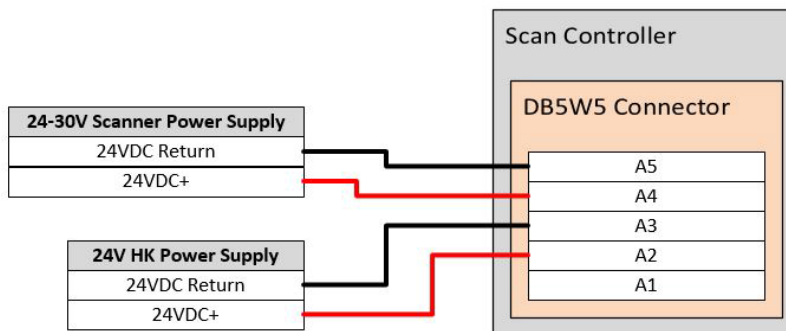 Scan Controller
DB5W5 Connector
24-30V Scanner Power Supply
24VDC Return
24VDC+
24V HK Power Supply
24VDC Return
24VDC+
A5
A4
A3
A2
A1